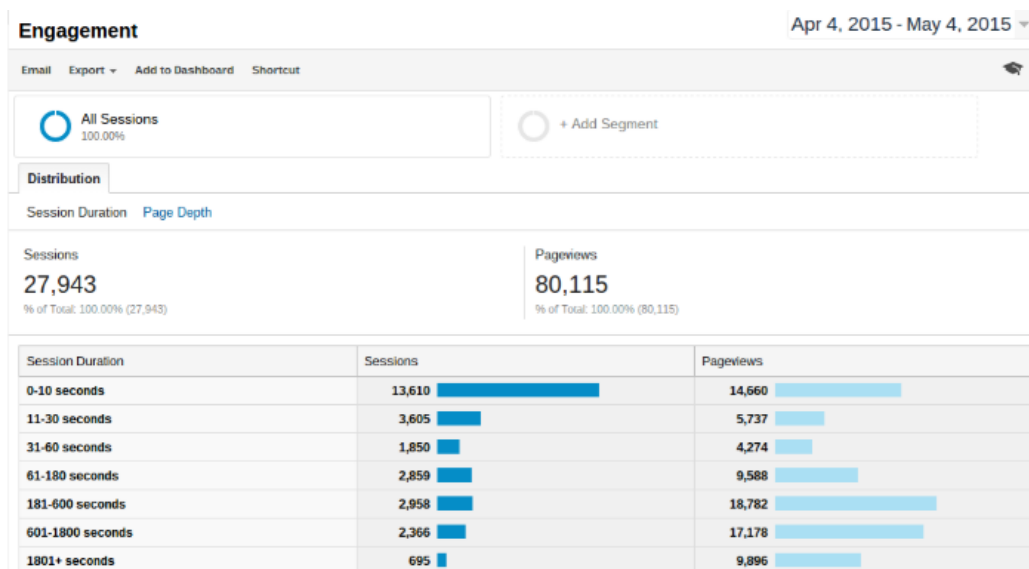 Engagement
Apr 4, 2015 - May 4, 2015
Email Export Add to Dashboard Shortcut
All Sessions
100.00%
+ Add Segment
Distribution
Session Duration Page Depth
Sessions Pageviews
27,943 80,115
% of Total: 100.00% (27,943) % of Total: 100.00% (80,115)
Session Duration Sessions Pageviews
0-10 seconds 13,610 14,660
11-30 seconds 3,605 5,737
31-60 seconds 1,850 4,274
61-180 seconds 2,859 9,588
181-600 seconds 2,958 18,782
601-1800 seconds 2,366 17,178
1801+ seconds 695 9,896